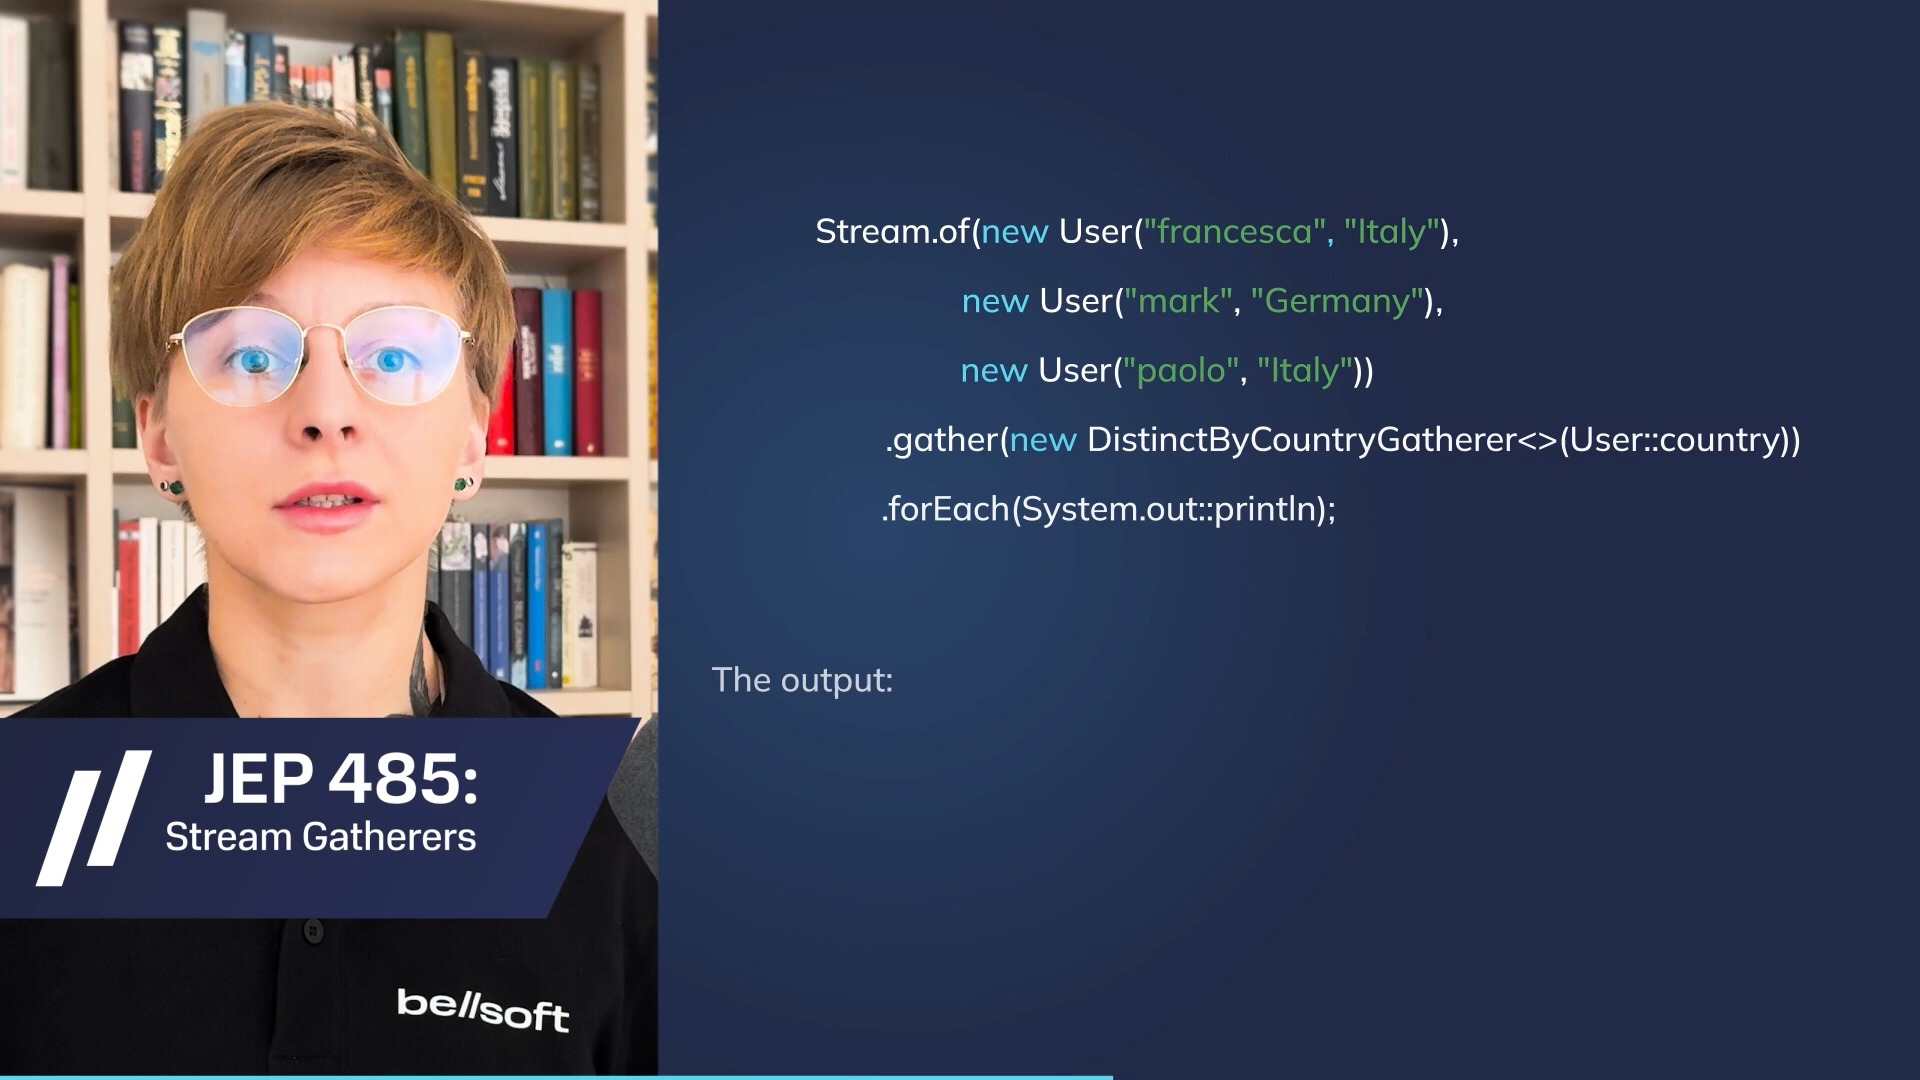 Stream.of(new User("francesca", "Italy"),
new User("mark", "Germany"),
new User("paolo", "Italy"))
.gather(new DistinctByCountryGatherer<>(User::country))
.forEach(System.out::println);
The output:
JEP 485:
Stream Gatherers
bellsoft